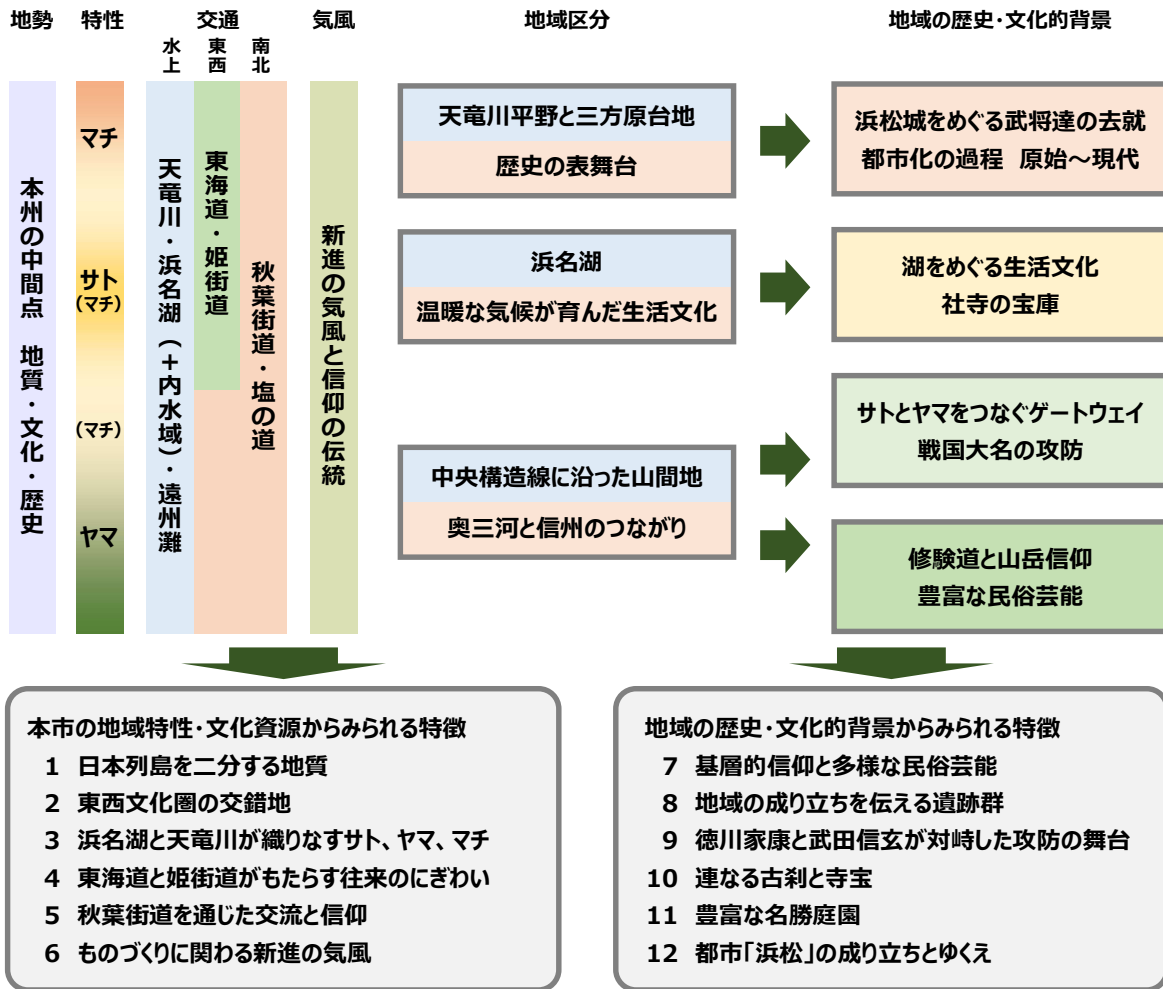 地勢 特性 交通 気風 地域区分 地域の歴史・文化的背景
水上 東西 南北
本州の中間点 地質・文化・歴史
マチ
サト
(マチ)
(マチ)
ヤマ
天竜川・浜名湖(+内水域)・遠州灘
東海道・姫街道
秋葉街道・塩の道
新進の気風と信仰の伝統
天竜川平野と三方原台地
歴史の表舞台
浜松城をめぐる武将達の去就
都市化の過程 原始~現代
浜名湖
温暖な気候が育んだ生活文化
湖をめぐる生活文化
社寺の宝庫
中央構造線に沿った山間地
奥三河と信州のつながり
サトとヤマをつなぐゲートウェイ
戦国大名の攻防
修験道と山岳信仰
豊富な民俗芸能
本市の地域特性・文化資源からみられる特徴
1 日本列島を二分する地質
2 東西文化圏の交錯地
3 浜名湖と天竜川が織りなすサト、ヤマ、マチ
4 東海道と姫街道がもたらす往来のにぎわい
5 秋葉街道を通じた交流と信仰
6 ものづくりに関わる新進の気風
地域の歴史・文化的背景からみられる特徴
7 基層的信仰と多様な民俗芸能
8 地域の成り立ちを伝える遺跡群
9 徳川家康と武田信玄が対峙した攻防の舞台
10 連なる古刹と寺宝
11 豊富な名勝庭園
12 都市「浜松」の成り立ちとゆくえ